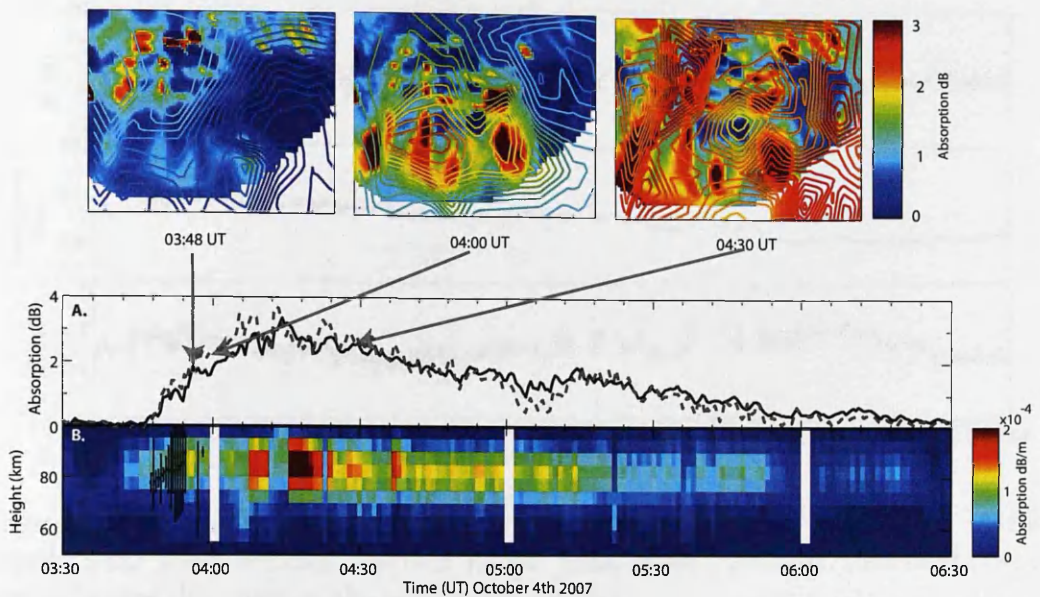 3
2
1
0
Absorption dB
03:48 UT
04:00 UT
04:30 UT
A.
4
2
0
Absorption (dB)
B.
80
60
Height (km)
x10⁻⁴
2
1
0
Absorption dB/m
03:30
04:00
04:30
05:00
05:30
06:00
06:30
Time (UT) October 4th 2007